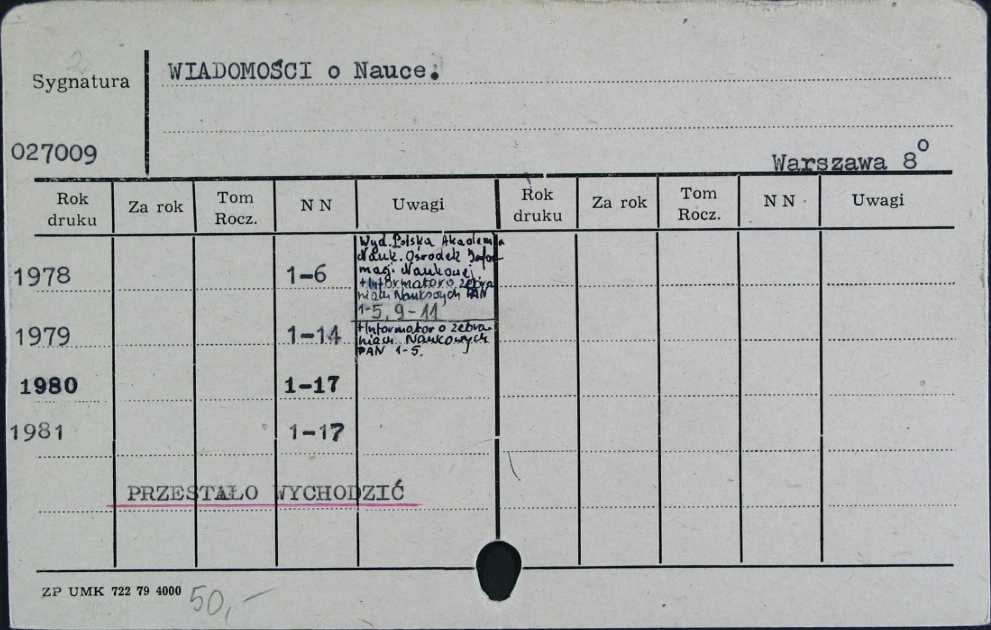 2
WIADOMOŚCI o Nauce.
Sygnatura
027009
Warszawa 8°
Rok druku Za rok Tom Rocz. N N Uwagi Rok druku Za rok Tom Rocz. N N Uwagi
Wyd. Polska Akademia
Nauk. Ośrodek Infor
macji Naukowej
1978 1-6
+Informator o zebra
niach Naukowych PAN
1-5, 9-11
1979 1-14
+Informator o zebra-
niach Naukowych
PAN 1-5.
1980 1-17
1981 1-17
PRZESTAŁO WYCHODZIĆ
ZP UMK 722 79 4000 50,-